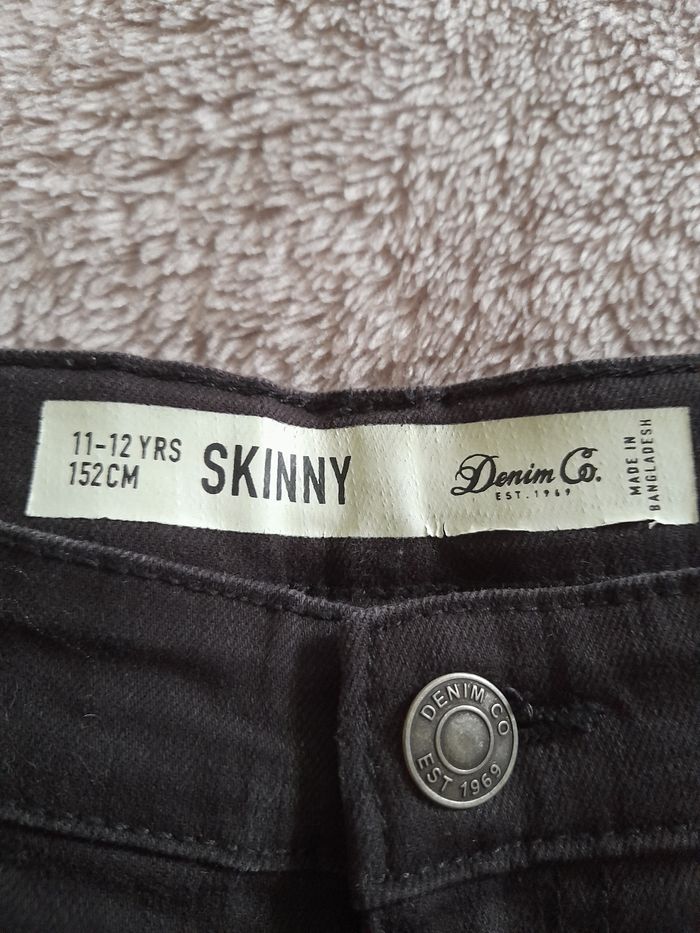 11-12 YRS
152CM
SKINNY
Denim Co.
EST. 1969
MADE IN
BANGLADESH
DENIM CO
EST 1969